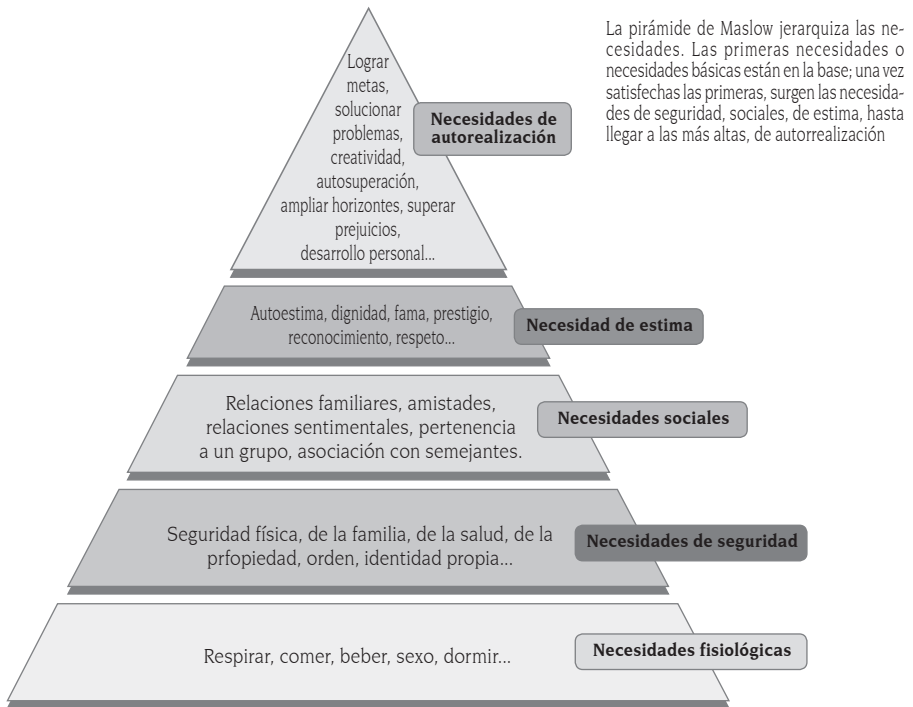 Lograr
metas,
solucionar
problemas,
creatividad,
autosuperación,
ampliar horizontes, superar
prejuicios,
desarrollo personal...
Necesidades de
autorealización
La pirámide de Maslow jerarquiza las ne-
cesidades. Las primeras necesidades o
necesidades básicas están en la base; una vez
satisfechas las primeras, surgen las necesida-
des de seguridad, sociales, de estima, hasta
llegar a las más altas, de autorrealización
Autoestima, dignidad, fama, prestigio,
reconocimiento, respeto...
Necesidad de estima
Relaciones familiares, amistades,
relaciones sentimentales, pertenencia
a un grupo, asociación con semejantes.
Necesidades sociales
Seguridad física, de la familia, de la salud, de la
prfopiedad, orden, identidad propia...
Necesidades de seguridad
Respirar, comer, beber, sexo, dormir...
Necesidades fisiológicas